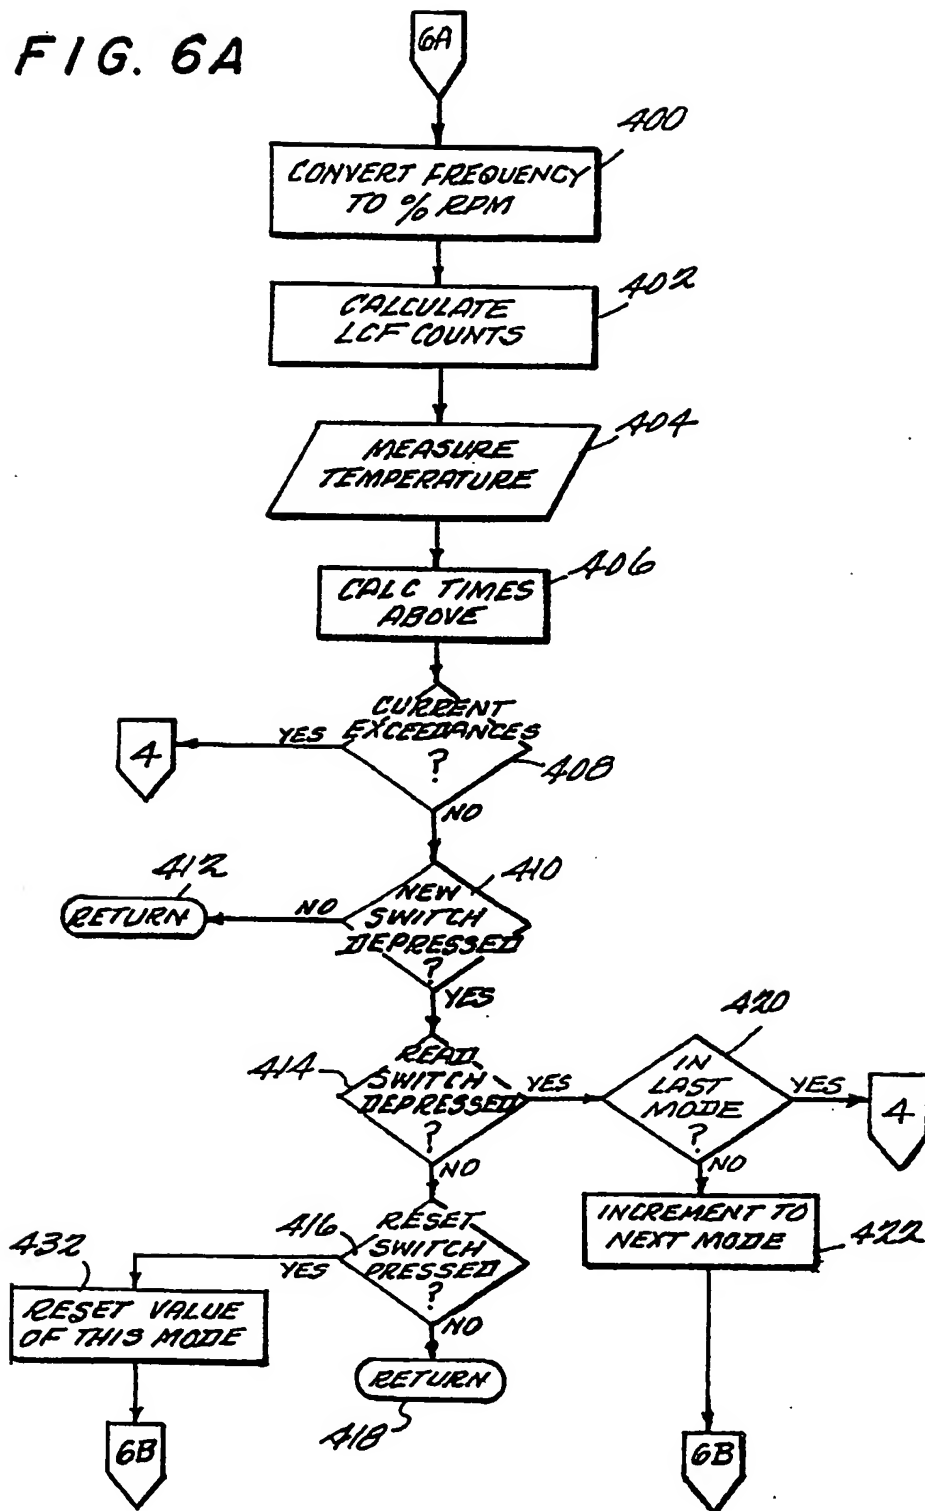 FIG. 6A
6A
400
CONVERT FREQUENCY
TO % RPM
402
CALCULATE
LCF COUNTS
404
MEASURE
TEMPERATURE
406
CALC TIMES
ABOVE
CURRENT
EXCEEDANCES
?
408
YES
4
NO
410
412
NEW
SWITCH
DEPRESSED
?
NO
RETURN
YES
414
READ
SWITCH
DEPRESSED
?
YES
420
IN
LAST
MODE
?
YES
4
NO
NO
INCREMENT TO
NEXT MODE
422
416
RESET
SWITCH
PRESSED
?
YES
432
RESET VALUE
OF THIS MODE
NO
RETURN
418
6B
6B